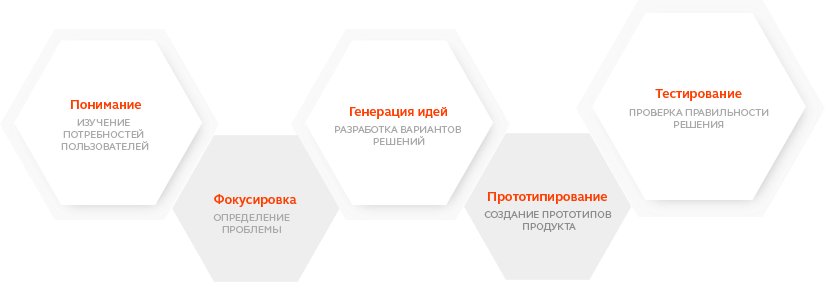 Понимание
ИЗУЧЕНИЕ
ПОТРЕБНОСТЕЙ
ПОЛЬЗОВАТЕЛЕЙ
Фокусировка
ОПРЕДЕЛЕНИЕ
ПРОБЛЕМЫ
Генерация идей
РАЗРАБОТКА ВАРИАНТОВ
РЕШЕНИЙ
Прототипирование
СОЗДАНИЕ ПРОТОТИПОВ
ПРОДУКТА
Тестирование
ПРОВЕРКА ПРАВИЛЬНОСТИ
РЕШЕНИЯ